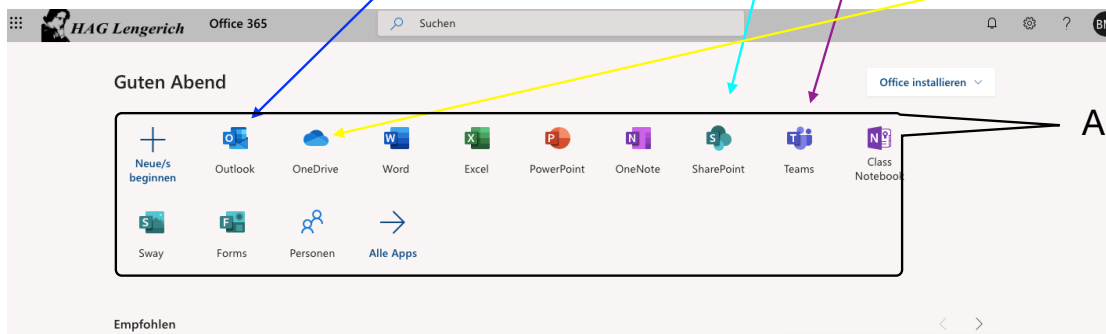 HAG Lengerich Office 365 Suchen ?
Guten Abend Office installieren
A
Neue/s beginnen Outlook OneDrive Word Excel PowerPoint OneNote SharePoint Teams Class Notebook
Sway Forms Personen Alle Apps
Empfohlen